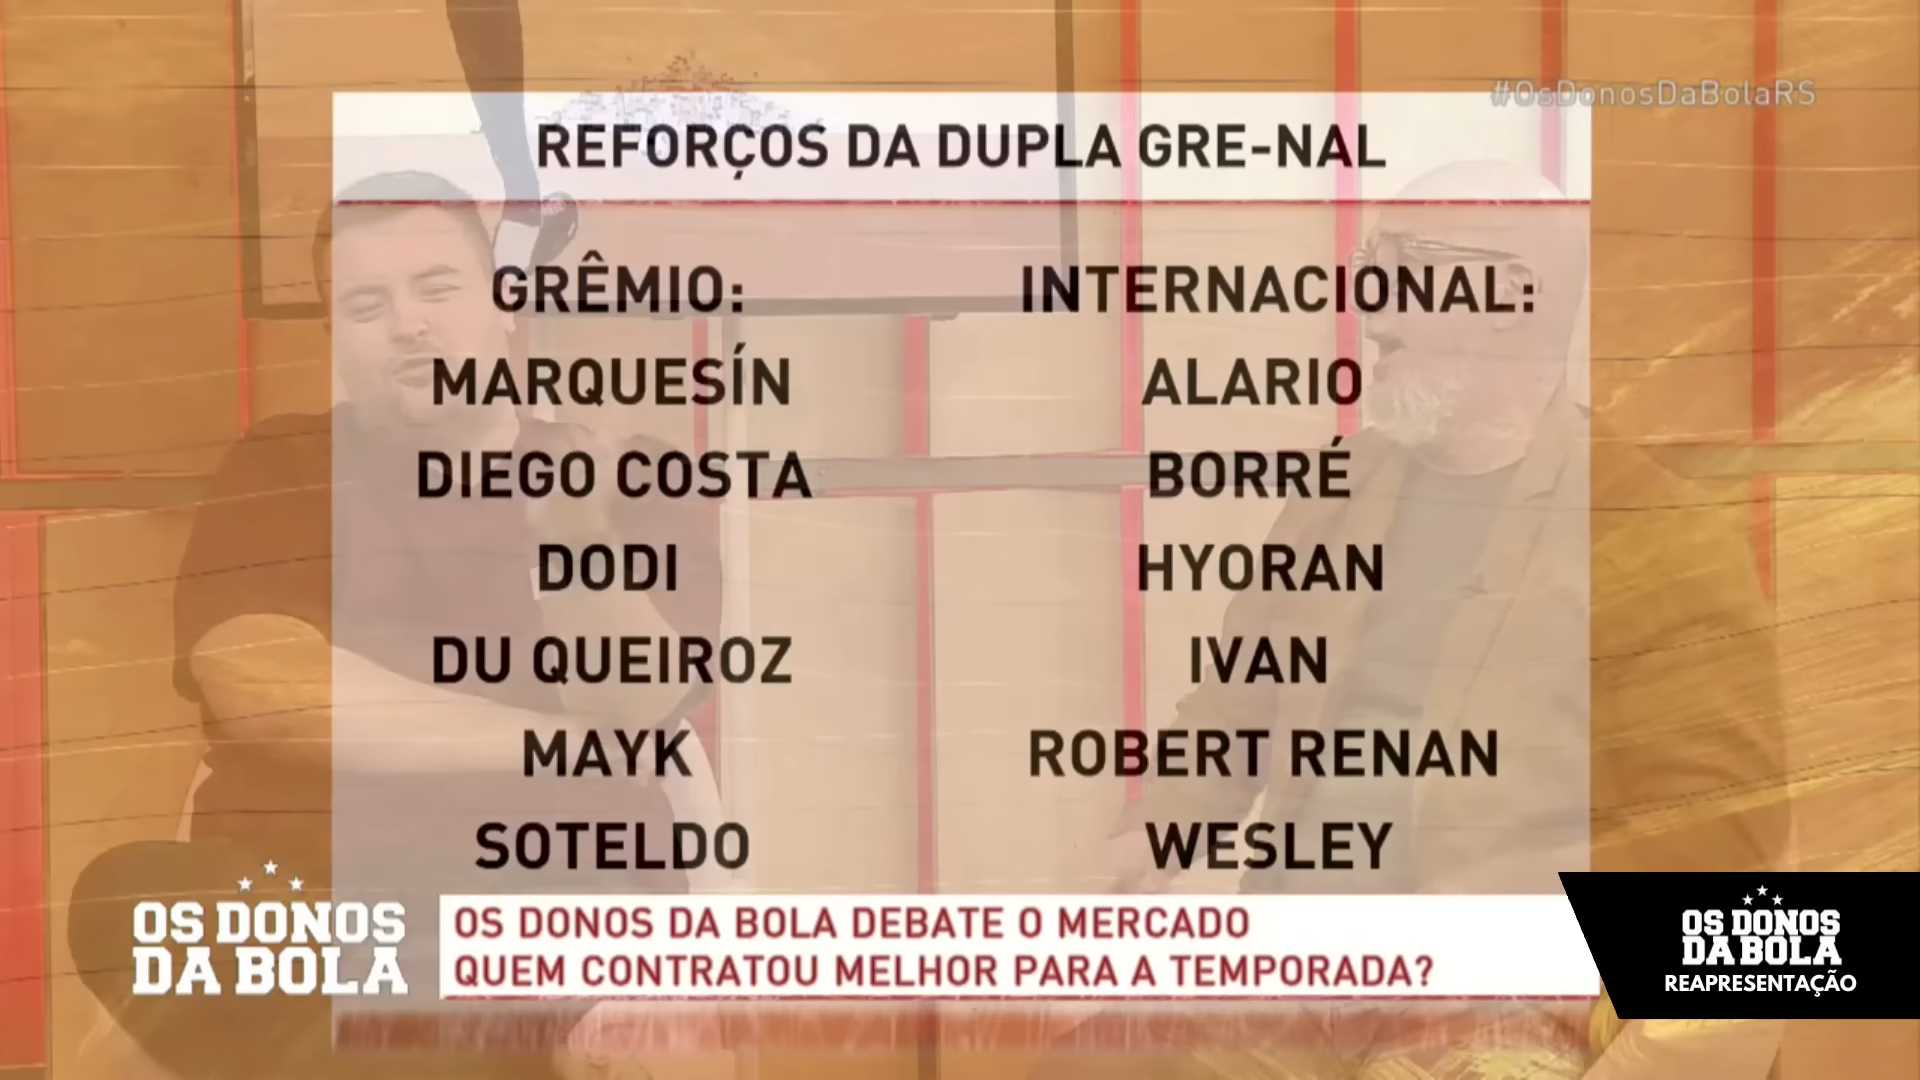 #OsDonosDaBolaRS
REFORÇOS DA DUPLA GRE-NAL
GRÊMIO:
MARQUESÍN
DIEGO COSTA
DODI
DU QUEIROZ
MAYK
SOTELDO
INTERNACIONAL:
ALARIO
BORRÉ
HYORAN
IVAN
ROBERT RENAN
WESLEY
OS DONOS
DA BOLA
OS DONOS DA BOLA DEBATE O MERCADO
QUEM CONTRATOU MELHOR PARA A TEMPORADA?
OS DONOS
DA BOLA
REAPRESENTAÇÃO